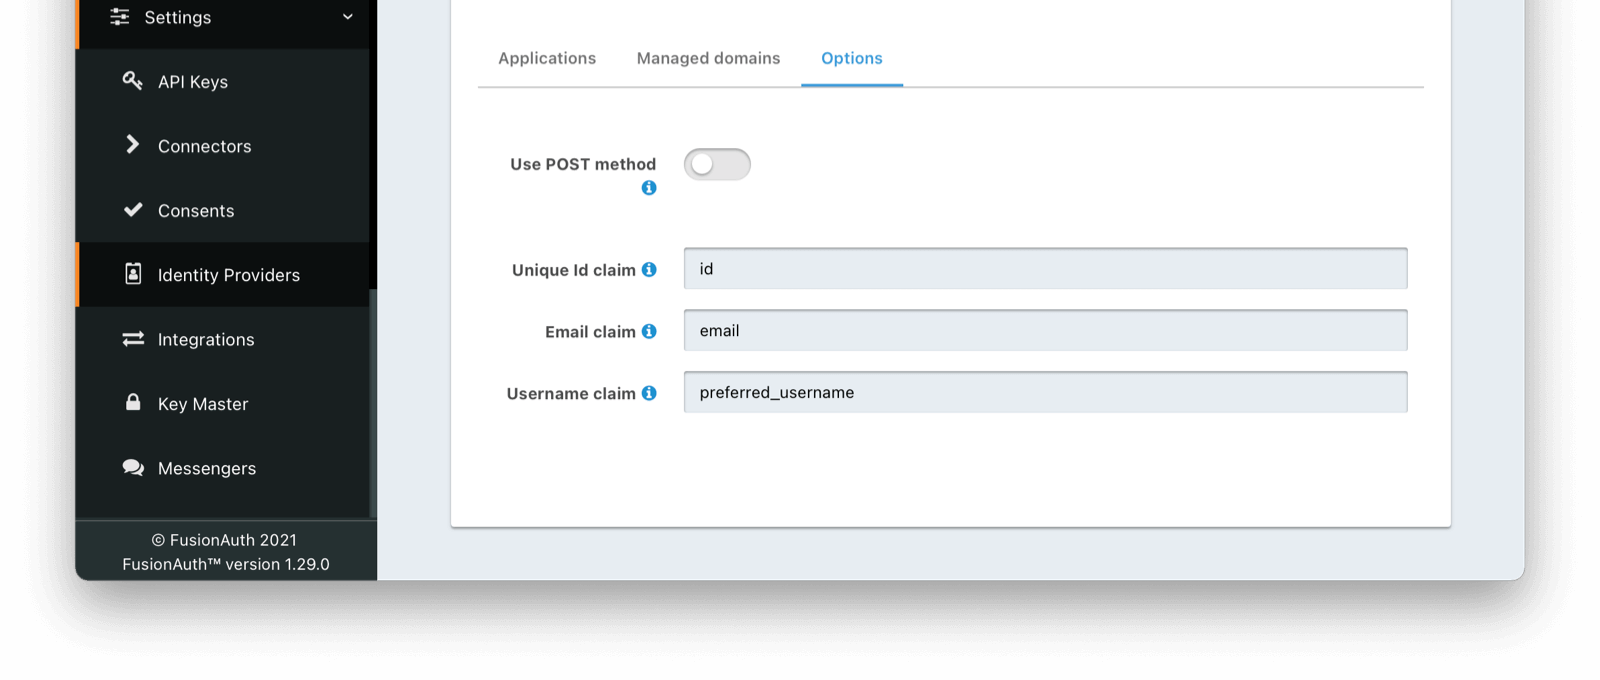 Settings
API Keys
Connectors
Consents
Identity Providers
Integrations
Key Master
Messengers
© FusionAuth 2021
FusionAuth™ version 1.29.0
Applications Managed domains Options
Use POST method
Unique Id claim id
Email claim email
Username claim preferred_username